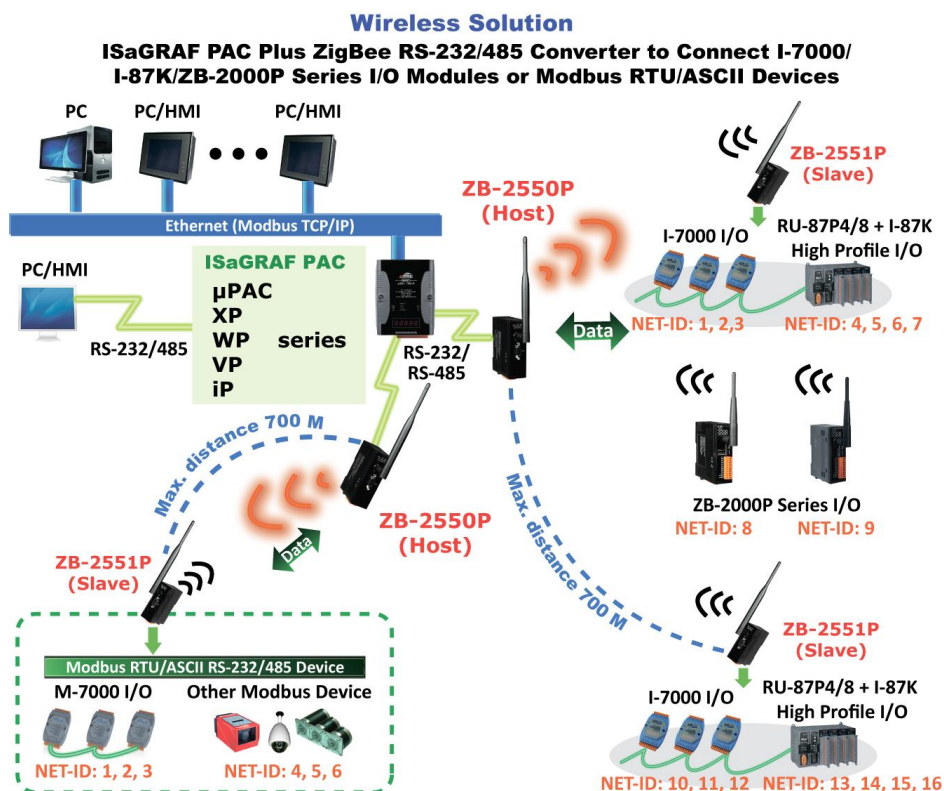 Wireless Solution
ISaGRAF PAC Plus ZigBee RS-232/485 Converter to Connect I-7000/
I-87K/ZB-2000P Series I/O Modules or Modbus RTU/ASCII Devices
PC
PC/HMI
PC/HMI
Ethernet (Modbus TCP/IP)
PC/HMI
RS-232/485
ISaGRAF PAC
µPAC
XP
WP series
VP
iP
RS-232/
RS-485
ZB-2550P
(Host)
Data
ZB-2551P
(Slave)
I-7000 I/O
RU-87P4/8 + I-87K
High Profile I/O
NET-ID: 1, 2,3
NET-ID: 4, 5, 6, 7
ZB-2000P Series I/O
NET-ID: 8
NET-ID: 9
Max. distance 700 M
ZB-2550P
(Host)
Data
Max. distance 700 M
ZB-2551P
(Slave)
Modbus RTU/ASCII RS-232/485 Device
M-7000 I/O
Other Modbus Device
NET-ID: 1, 2, 3
NET-ID: 4, 5, 6
ZB-2551P
(Slave)
I-7000 I/O
RU-87P4/8 + I-87K
High Profile I/O
NET-ID: 10, 11, 12
NET-ID: 13, 14, 15, 16